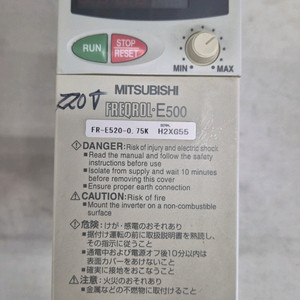 RUN
STOP
RESET
MIN MAX
MITSUBISHI
220V
FREQROL-E500
FR-E520-0.75K SERIAL H2XG55
DANGER: Risk of injury and electric shock
• Read the manual and follow the safety
instructions before use
• Isolate from supply and wait 10 minutes
before removing this cover
• Ensure proper earth connection
CAUTION: Risk of fire
• Mount the inverter on a non-combustible
surface
危険:けが・感電のおそれあり
• 据付け運転の前に取扱説明書を熟読し、
その指示に従うこと
• 通電中および電源オフ後10分以内は
表面カバーをあけないこと
• 確実に接地をおこなうこと
注意:火災のおそれあり
• 金属などの不燃物に取付けること